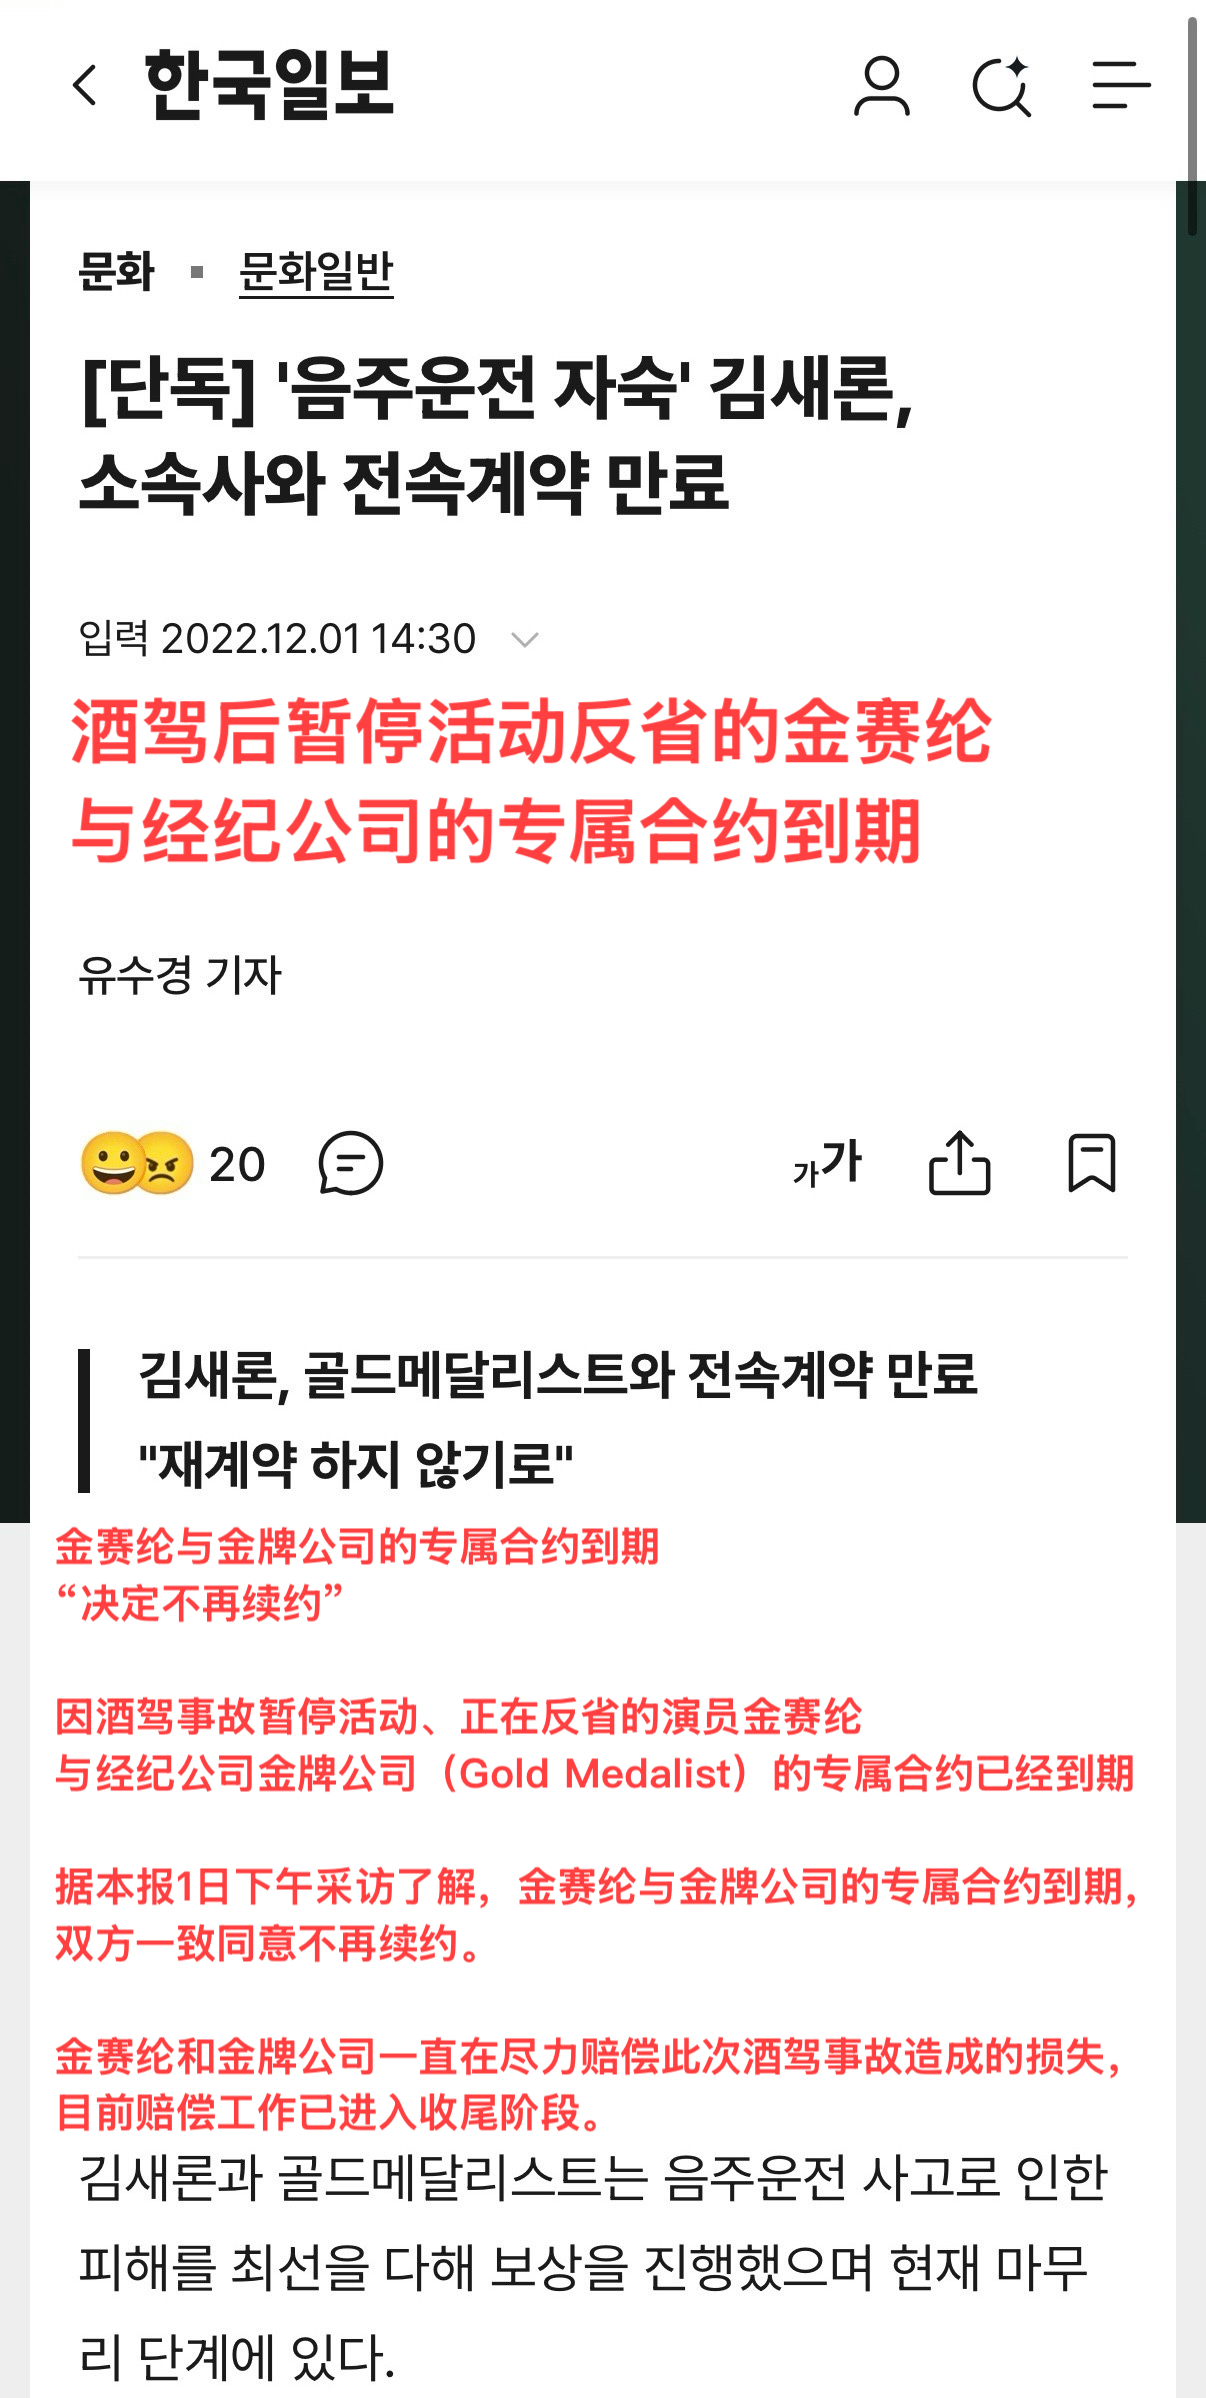 한국일보
문화 ▪ 문화일반
[단독] '음주운전 자숙' 김새론,
소속사와 전속계약 만료
입력 2022.12.01 14:30
酒驾后暂停活动反省的金赛纶
与经纪公司的专属合约到期
유수경 기자
20
가가
김새론, 골드메달리스트와 전속계약 만료
"재계약 하지 않기로"
金赛纶与金牌公司的专属合约到期
“决定不再续约”
因酒驾事故暂停活动、正在反省的演员金赛纶
与经纪公司金牌公司（Gold Medalist）的专属合约已经到期
据本报1日下午采访了解，金赛纶与金牌公司的专属合约到期，
双方一致同意不再续约。
金赛纶和金牌公司一直在尽力赔偿此次酒驾事故造成的损失，
目前赔偿工作已进入收尾阶段。
김새론과 골드메달리스트는 음주운전 사고로 인한
피해를 최선을 다해 보상을 진행했으며 현재 마무
리 단계에 있다.